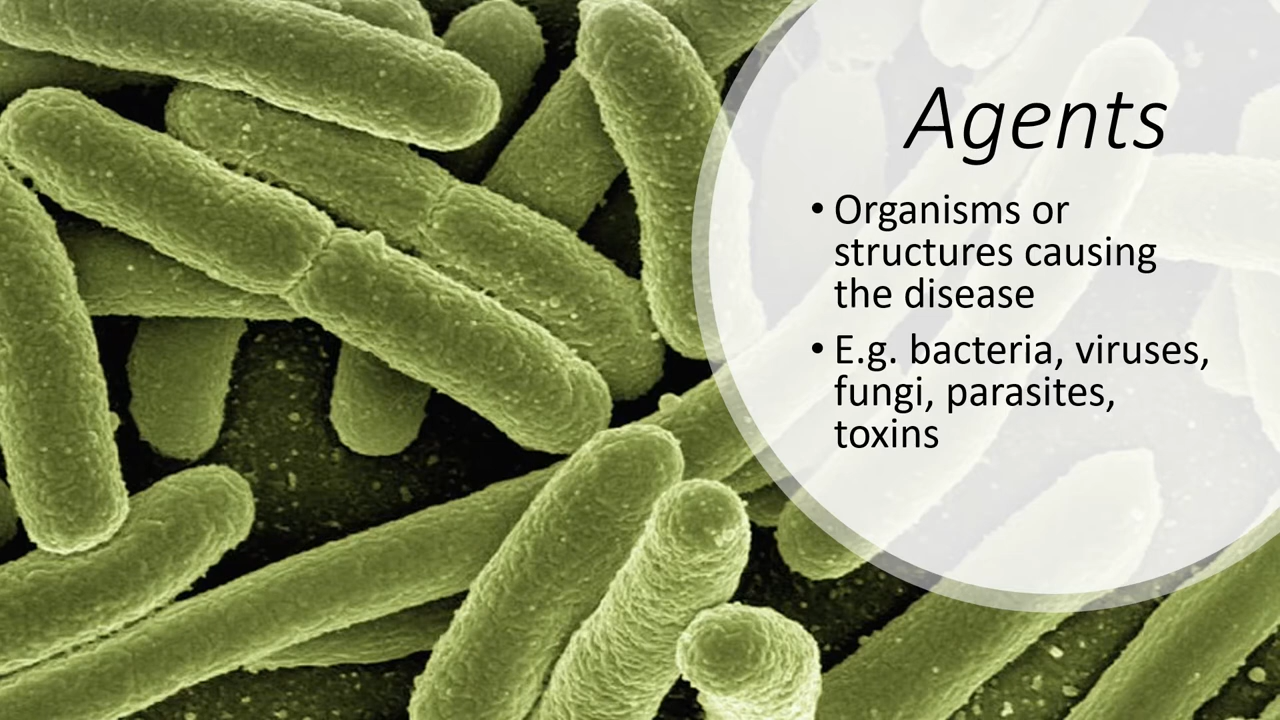 Agents
• Organisms or
structures causing
the disease
• E.g. bacteria, viruses,
fungi, parasites,
toxins